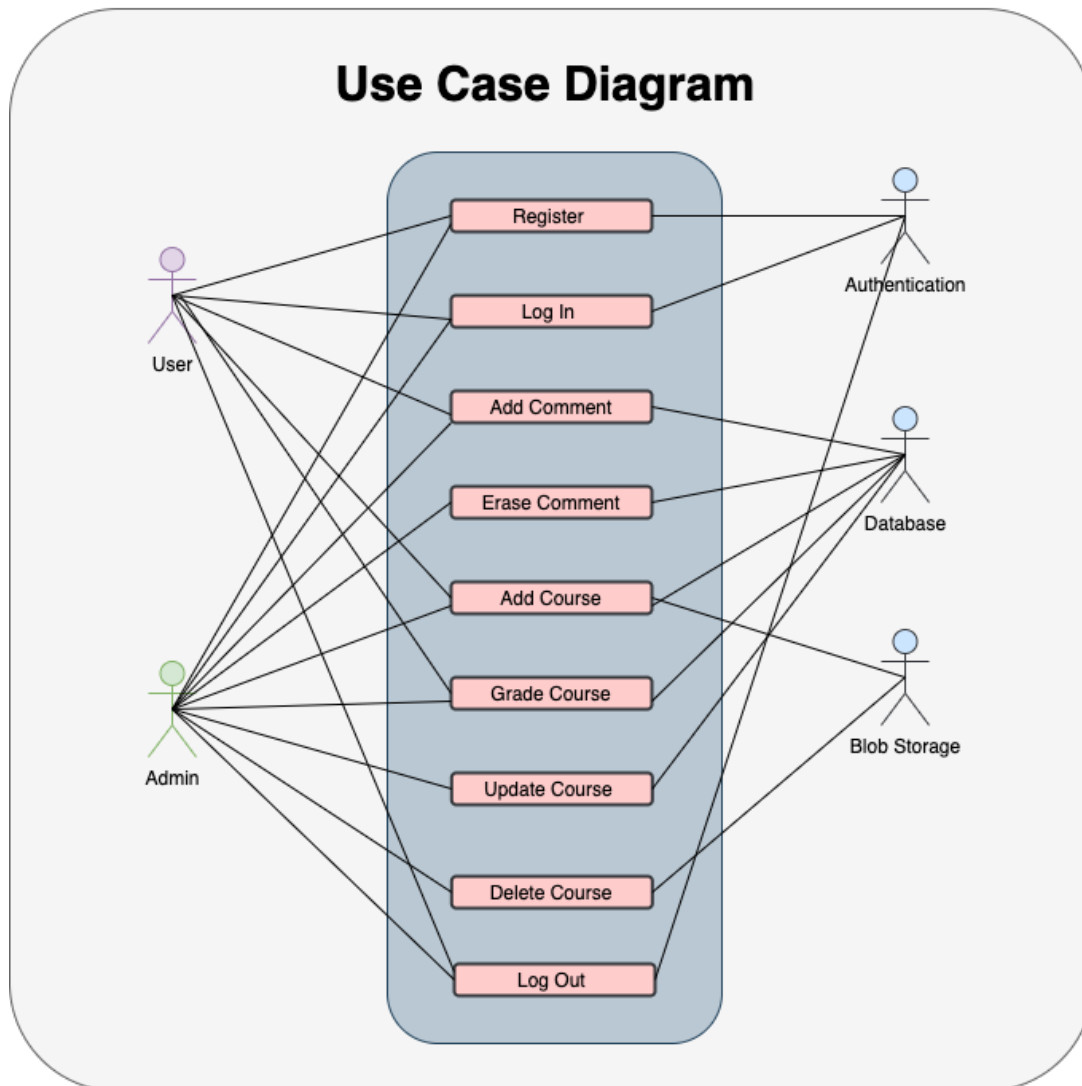 Use Case Diagram
Register
Log In
Add Comment
Erase Comment
Add Course
Grade Course
Update Course
Delete Course
Log Out
User
Admin
Authentication
Database
Blob Storage